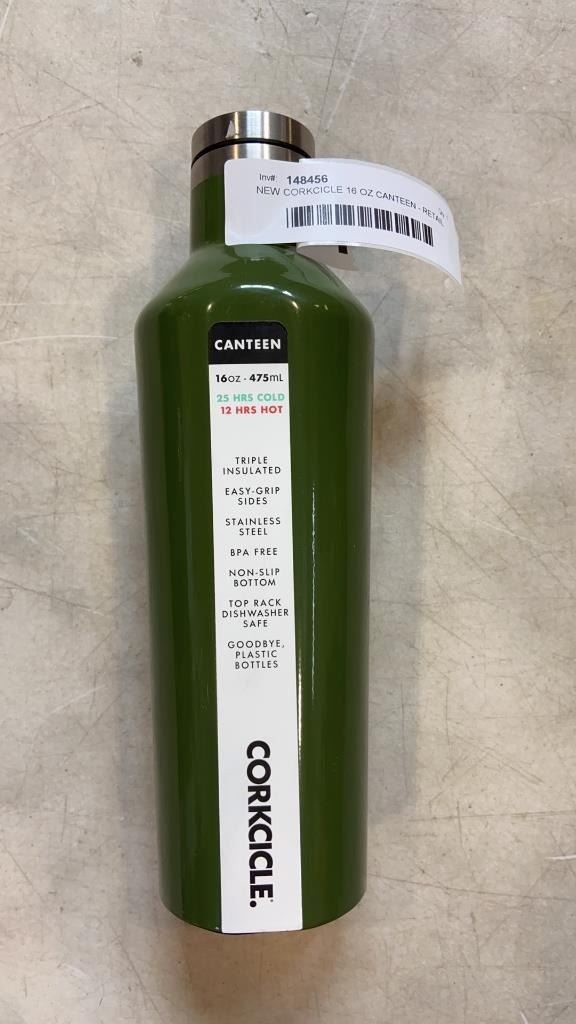 Inv#: 148456
NEW CORKCICLE 16 OZ CANTEEN - RETAIL
CANTEEN
16OZ - 475mL
25 HRS COLD
12 HRS HOT
TRIPLE
INSULATED
EASY-GRIP
SIDES
STAINLESS
STEEL
BPA FREE
NON-SLIP
BOTTOM
TOP RACK
DISHWASHER
SAFE
GOODBYE,
PLASTIC
BOTTLES
CORKCICLE.